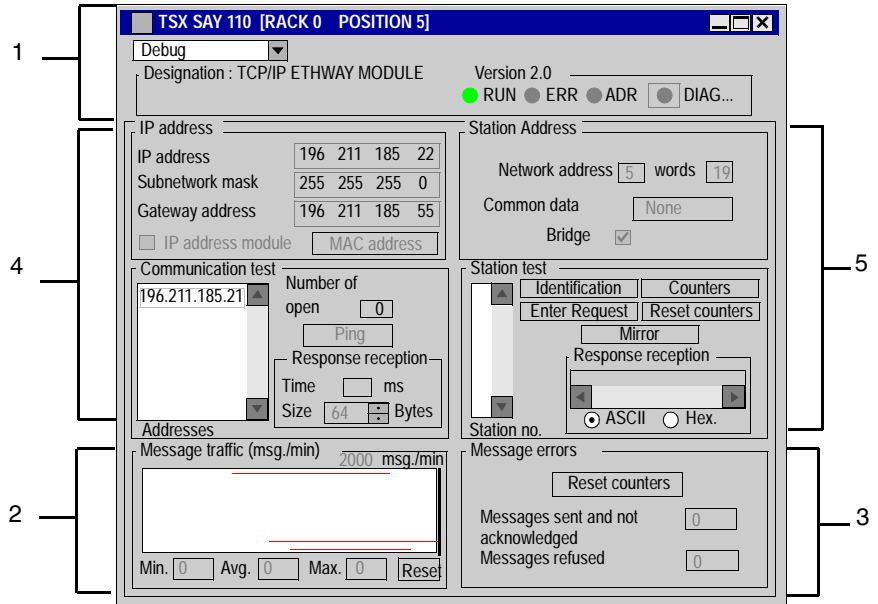 TSX SAY 110 [RACK 0 POSITION 5]
1
Debug
Designation : TCP/IP ETHWAY MODULE
Version 2.0
RUN ERR ADR DIAG...
4
IP address
IP address 196 211 185 22
Subnetwork mask 255 255 255 0
Gateway address 196 211 185 55
IP address module MAC address
5
Station Address
Network address 5 words 19
Common data None
Bridge
Communication test
196.211.185.21
Number of
open 0
Ping
Response reception
Time ms
Size 64 Bytes
Addresses
Station test
Identification Counters
Enter Request Reset counters
Mirror
Response reception
ASCII Hex.
Station no.
2
Message traffic (msg./min)
2000 msg./min
Min. 0 Avg. 0 Max. 0 Reset
3
Message errors
Reset counters
Messages sent and not
acknowledged 0
Messages refused 0